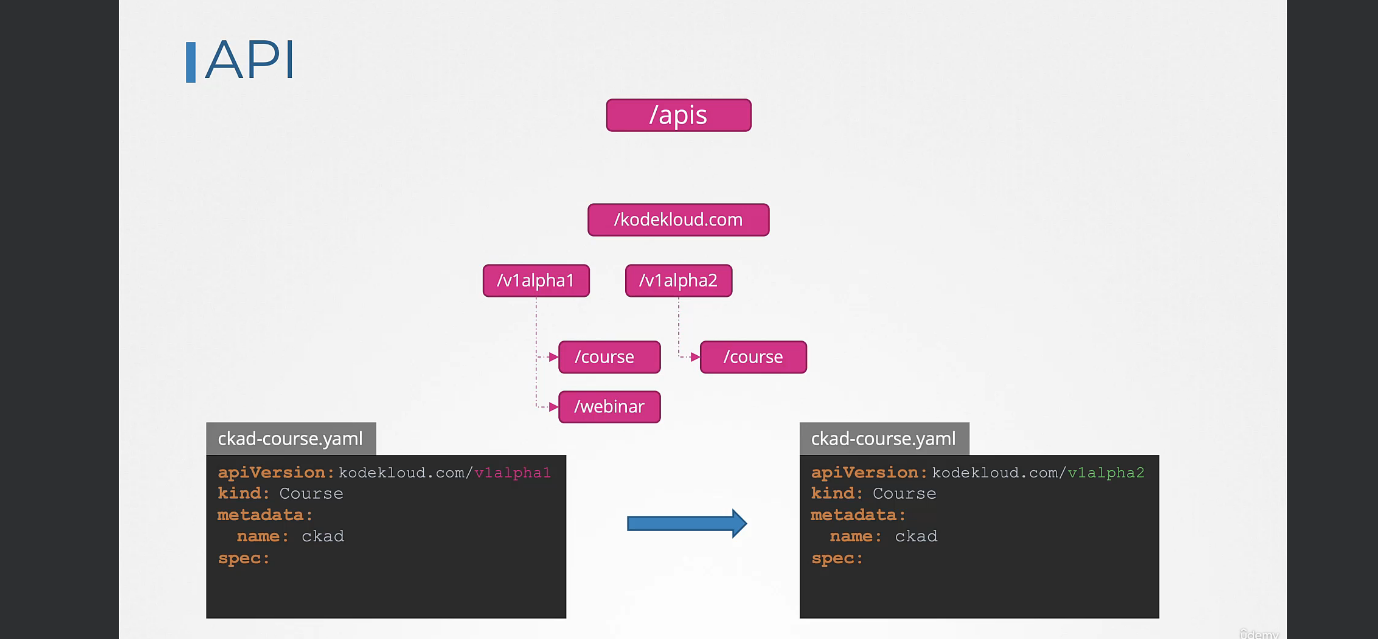 API
/apis
/kodekloud.com
/v1alpha1
/v1alpha2
/course
/course
/webinar
ckad-course.yaml
apiVersion: kodekloud.com/v1alpha1
kind: Course
metadata:
name: ckad
spec:
ckad-course.yaml
apiVersion: kodekloud.com/v1alpha2
kind: Course
metadata:
name: ckad
spec: